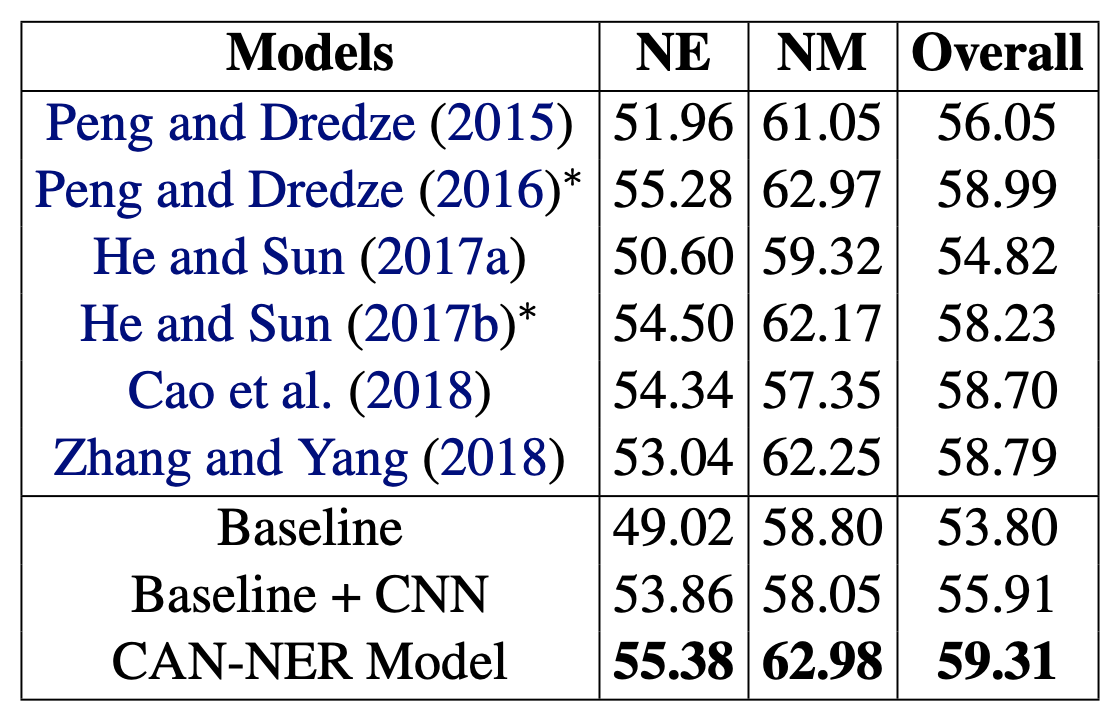 Models NE NM Overall
Peng and Dredze (2015) 51.96 61.05 56.05
Peng and Dredze (2016)* 55.28 62.97 58.99
He and Sun (2017a) 50.60 59.32 54.82
He and Sun (2017b)* 54.50 62.17 58.23
Cao et al. (2018) 54.34 57.35 58.70
Zhang and Yang (2018) 53.04 62.25 58.79
Baseline 49.02 58.80 53.80
Baseline + CNN 53.86 58.05 55.91
CAN-NER Model 55.38 62.98 59.31